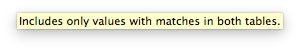 Includes only values with matches in both tables.